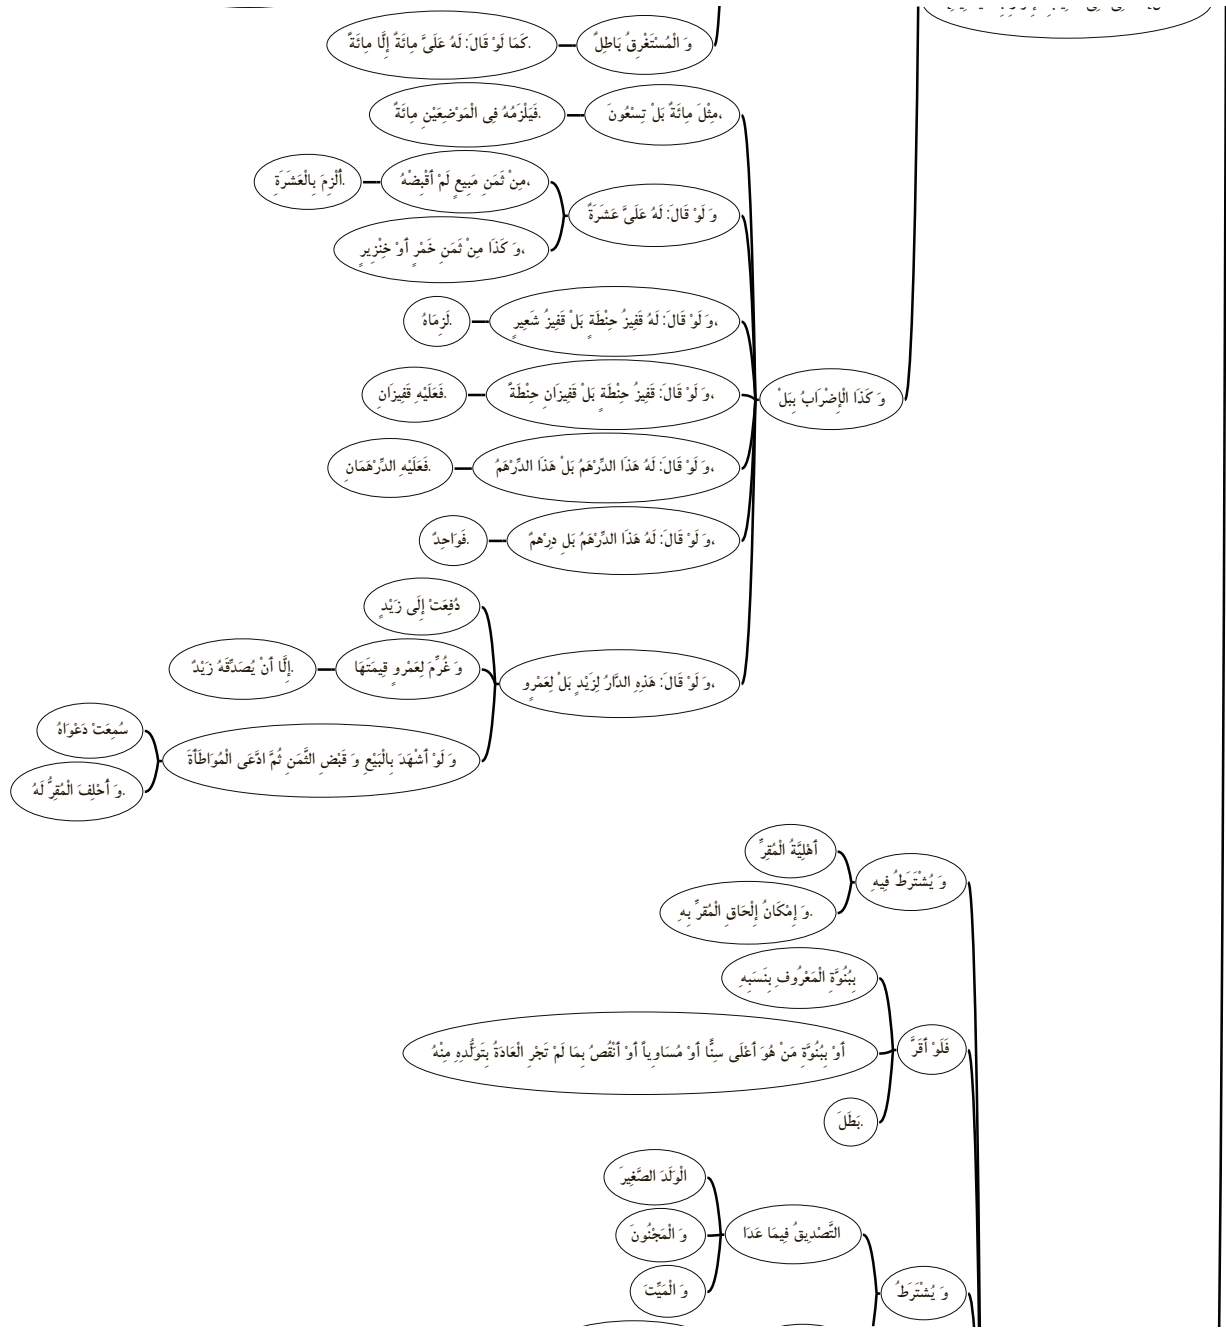 وَ الْمُسْتَغْرِقُ بَاطِلٌ
كَمَا لَوْ قَالَ: لَهُ عَلَىَّ مِائَةٌ إِلَّا مِائَةً.
وَ كَذَا الْإِضْرَابُ بِبَلْ
مِثْلَ مِائَةٌ بَلْ تِسْعُونَ،
فَيَلْزَمُهُ فِى الْمَوْضِعَيْنِ مِائَةٌ.
وَ لَوْ قَالَ: لَهُ عَلَىَّ عَشَرَةٌ
مِنْ ثَمَنِ مَبِيعٍ لَمْ أَقْبِضْهُ،
أُلْزِمَ بِالْعَشَرَةِ.
وَ كَذَا مِنْ ثَمَنِ خَمْرٍ أَوْ خِنْزِيرٍ،
وَ لَوْ قَالَ: لَهُ قَفِيزُ حِنْطَةٍ بَلْ قَفِيزُ شَعِيرٍ،
لَزِمَاهُ.
وَ لَوْ قَالَ: قَفِيزُ حِنْطَةٍ بَلْ قَفِيزَانِ حِنْطَةً،
فَعَلَيْهِ قَفِيزَانِ.
وَ لَوْ قَالَ: لَهُ هَذَا الدِّرْهَمُ بَلْ هَذَا الدِّرْهَمُ،
فَعَلَيْهِ الدِّرْهَمَانِ.
وَ لَوْ قَالَ: لَهُ هَذَا الدِّرْهَمُ بَلِ دِرْهمٌ،
فَوَاحِدٌ.
وَ لَوْ قَالَ: هَذِهِ الدَّارُ لِزَيْدٍ بَلْ لِعَمْرٍو،
دُفِعَتْ إِلَى زَيْدٍ
وَ غُرِّمَ لِعَمْرٍو قِيمَتَهَا
إِلَّا أَنْ يُصَدِّقَهُ زَيْدٌ.
وَ لَوْ أَشْهَدَ بِالْبَيْعِ وَ قَبْضِ الثَّمَنِ ثُمَّ ادَّعَى الْمُوَاطَأَةَ
سُمِعَتْ دَعْوَاهُ
وَ أُحْلِفَ الْمُقِرُّ لَهُ.
وَ يُشْتَرَطُ فِيهِ
أَهْلِيَّةُ الْمُقِرِّ
وَ إِمْكَانُ إِلْحَاقِ الْمُقرِّ بِهِ.
فَلَوْ أَقَرَّ
بِبُنُوَّةِ الْمَعْرُوفِ بِنَسَبِهِ
أَوْ بِبُنُوَّةِ مَنْ هُوَ أَعْلَى سِنًّا أَوْ مُسَاوِياً أَوْ أَنْقُصُ بِمَا لَمْ تَجْرِ الْعَادَةُ بِتَوَلُّدِهِ مِنْهُ
بَطَلَ.
وَ يُشْتَرَطُ
التَّصْدِيقُ فِيمَا عَدَا
الْوَلَدَ الصَّغِيرَ
وَ الْمَجْنُونَ
وَ الْمَيِّتَ